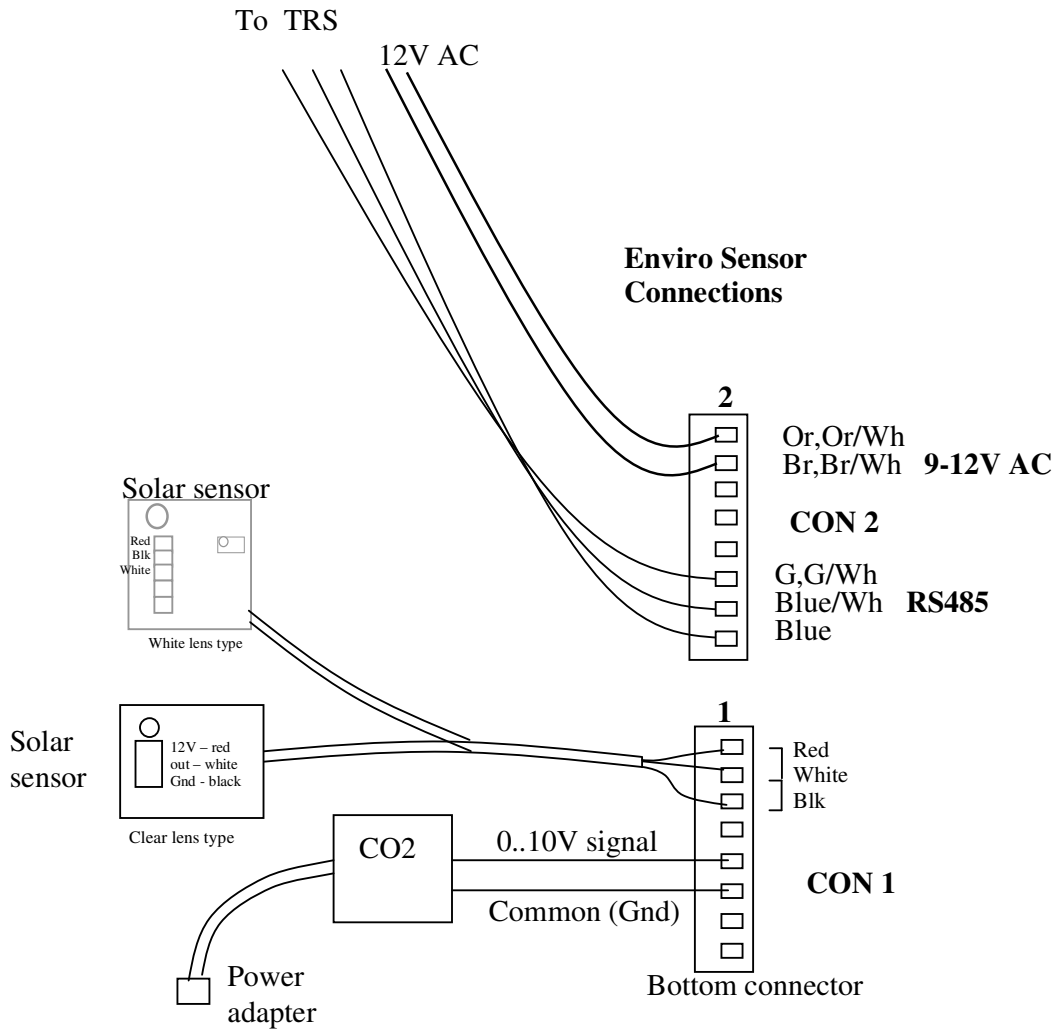 To TRS
12V AC
Enviro Sensor
Connections
2
Or,Or/Wh
Br,Br/Wh 9-12V AC
CON 2
G,G/Wh
Blue/Wh RS485
Blue
Solar sensor
Red
Blk
White
White lens type
Solar
sensor
12V – red
out – white
Gnd - black
Clear lens type
1
Red
White
Blk
CO2
0..10V signal
Common (Gnd)
CON 1
Power
adapter
Bottom connector